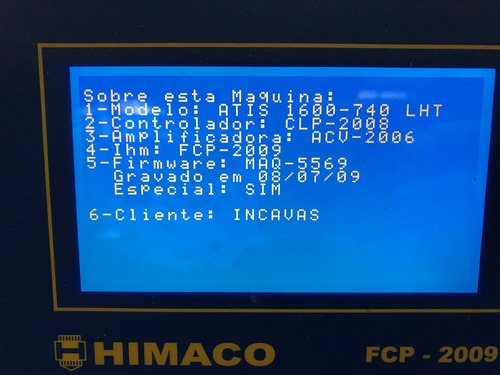 Sobre esta Maquina:
1-Modelo: ATIS 1600-740 LHT
2-Controlador: CLP-2008
3-Amplificadora: ACV-2006
4-Ihm: FCP-2009
5-Firmware: MAQ-5569
Gravado em 08/07/09
Especial: SIM
6-Cliente: INCAVAS
HIMACO FCP - 2009